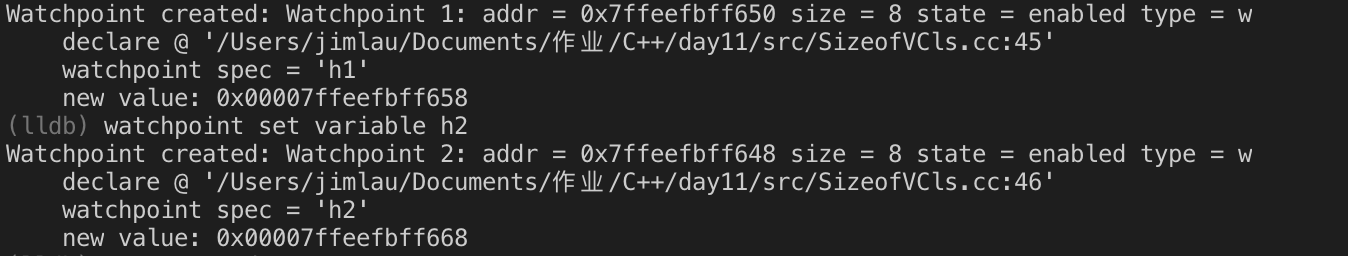 Watchpoint created: Watchpoint 1: addr = 0x7ffeefbff650 size = 8 state = enabled type = w
    declare @ '/Users/jimlau/Documents/作业/C++/day11/src/SizeofVCls.cc:45'
    watchpoint spec = 'h1'
    new value: 0x00007ffeefbff658
(lldb) watchpoint set variable h2
Watchpoint created: Watchpoint 2: addr = 0x7ffeefbff648 size = 8 state = enabled type = w
    declare @ '/Users/jimlau/Documents/作业/C++/day11/src/SizeofVCls.cc:46'
    watchpoint spec = 'h2'
    new value: 0x00007ffeefbff668